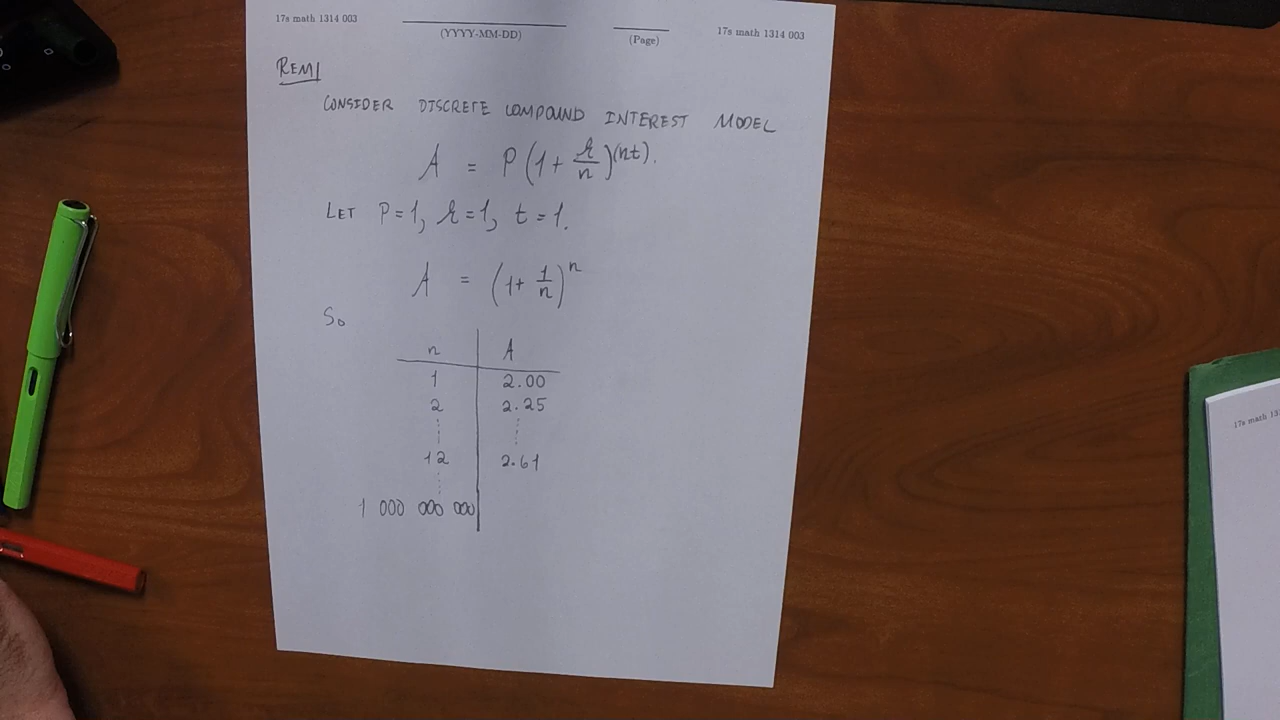 17s math 1314 003 (YYYY-MM-DD) (Page) 17s math 1314 003
REM
CONSIDER DISCRETE COMPOUND INTEREST MODEL
A = P(1 + r/n)^(nt).
LET P=1, r=1, t=1.
A = (1 + 1/n)^n
So
n A
1 2.00
2 2.25
12 2.61
1 000 000 000